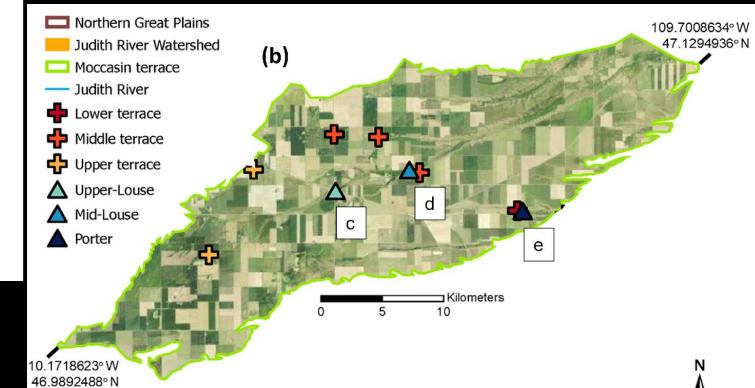 Northern Great Plains
Judith River Watershed
Moccasin terrace
Judith River
Lower terrace
Middle terrace
Upper terrace
Upper-Louse
Mid-Louse
Porter
(b)
109.7008634° W
47.1294936° N
c
d
e
Kilometers
0 5 10
10.1718623° W
46.9892488° N
N